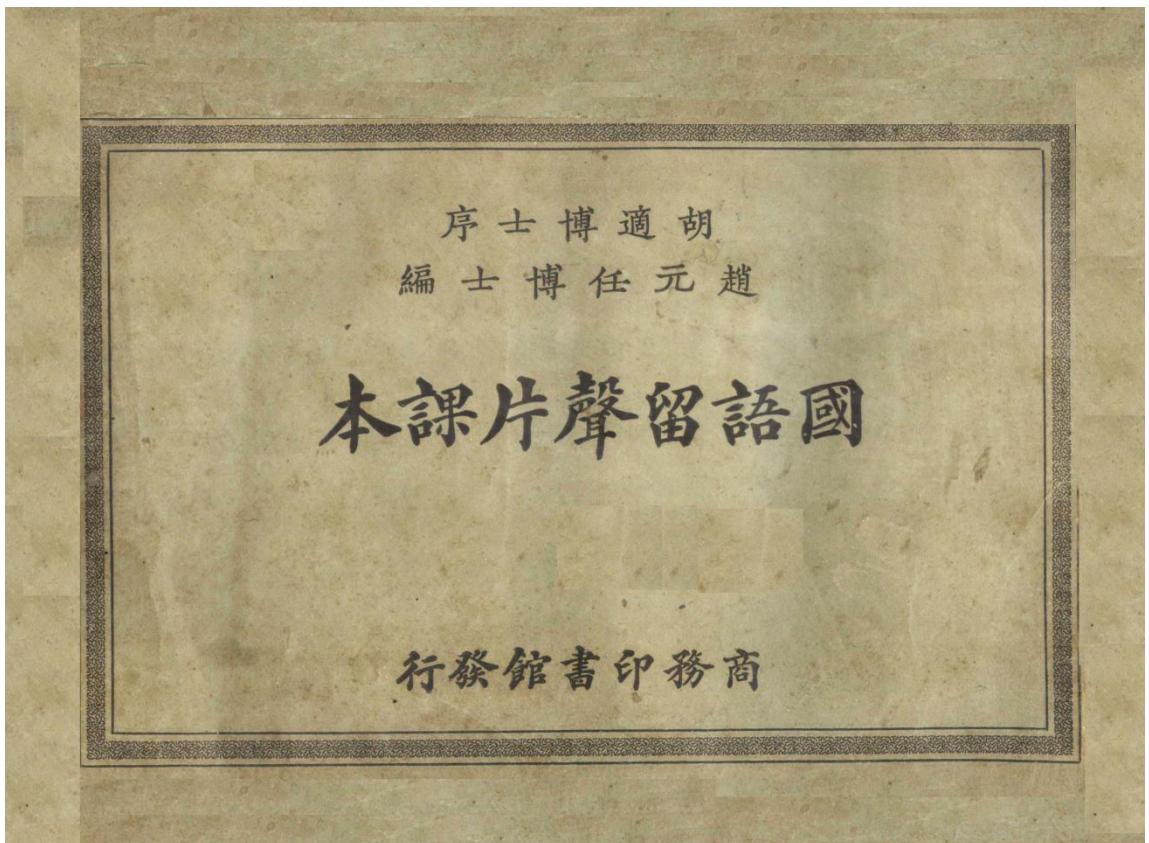 胡適博士序
趙元任博士編
國語留聲片課本
商務印書館發行